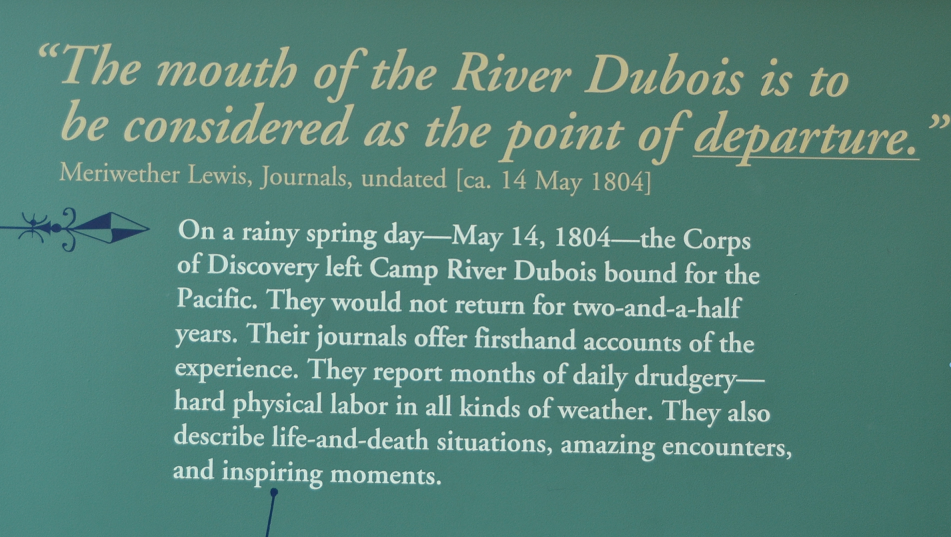 “The mouth of the River Dubois is to
be considered as the point of departure.”
Meriwether Lewis, Journals, undated [ca. 14 May 1804]
On a rainy spring day—May 14, 1804—the Corps
of Discovery left Camp River Dubois bound for the
Pacific. They would not return for two-and-a-half
years. Their journals offer firsthand accounts of the
experience. They report months of daily drudgery—
hard physical labor in all kinds of weather. They also
describe life-and-death situations, amazing encounters,
and inspiring moments.